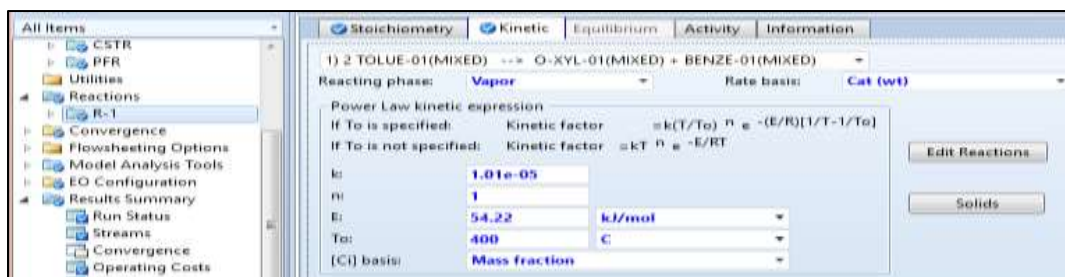 All Items
CSTR
PFR
Utilities
Reactions
R-1
Convergence
Flowsheeting Options
Model Analysis Tools
EO Configuration
Results Summary
Run Status
Streams
Convergence
Operating Costs
Stoichiometry Kinetic Equilibrium Activity Information
1) 2 TOLUE-01(MIXED) --> O-XYL-01(MIXED) + BENZE-01(MIXED)
Reacting phase: Vapor Rate basis: Cat (wt)
Power Law kinetic expression
If To is specified: Kinetic factor =k(T/To) n e -(E/R)[1/T-1/To]
If To is not specified: Kinetic factor =kT n e -E/RT
k: 1.01e-05
n: 1
E: 54.22 kJ/mol
To: 400 C
[Ci] basis: Mass fraction
Edit Reactions
Solids